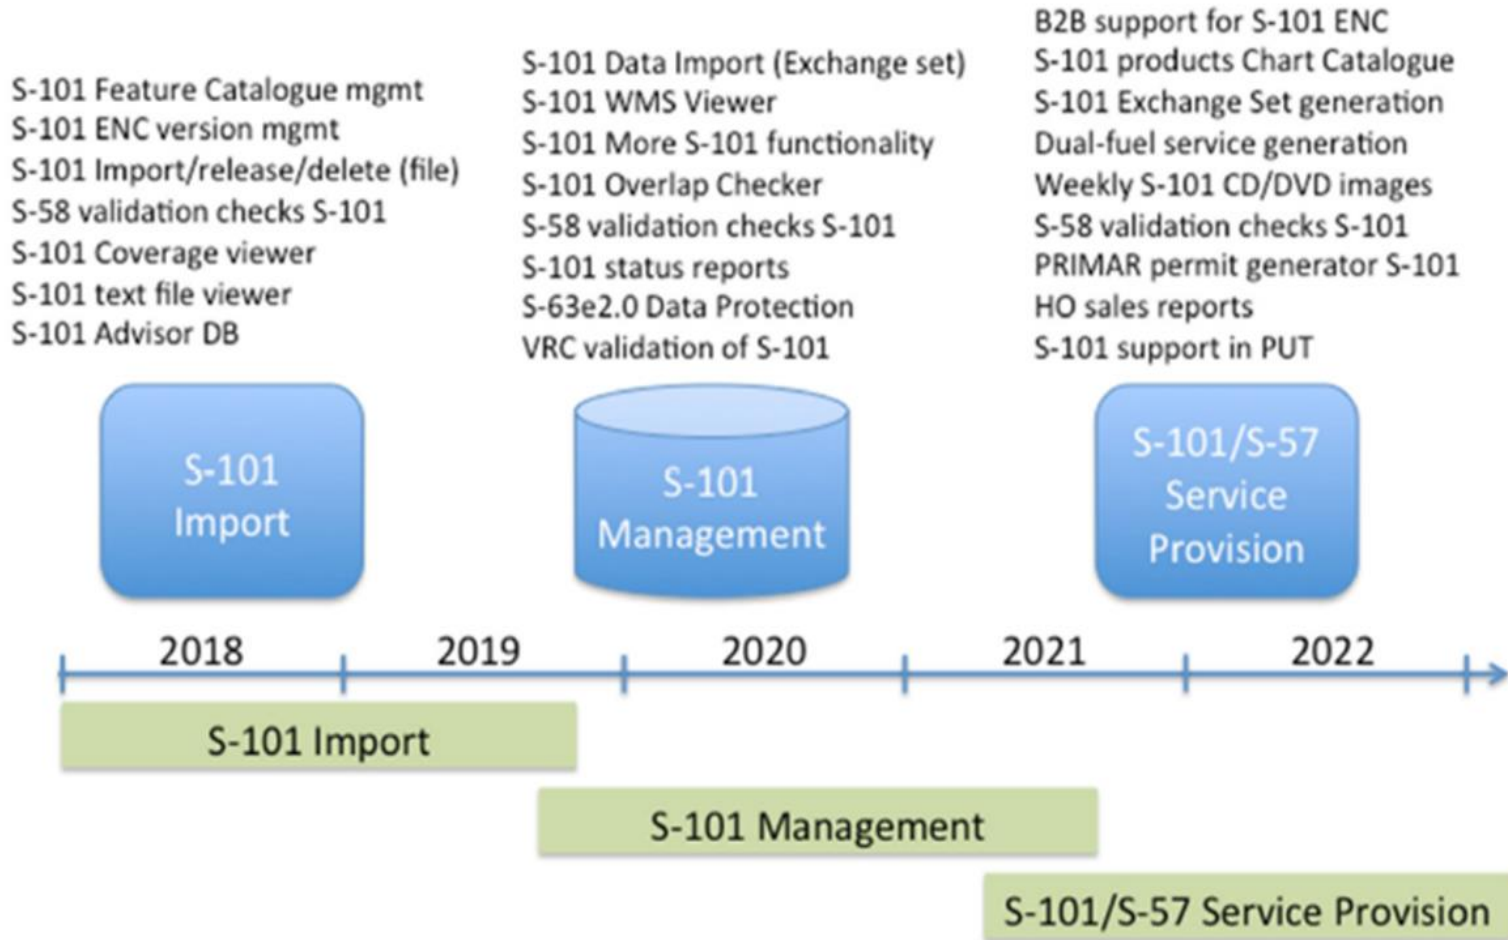 S-101 Feature Catalogue mgmt
S-101 ENC version mgmt
S-101 Import/release/delete (file)
S-58 validation checks S-101
S-101 Coverage viewer
S-101 text file viewer
S-101 Advisor DB
S-101 Data Import (Exchange set)
S-101 WMS Viewer
S-101 More S-101 functionality
S-101 Overlap Checker
S-58 validation checks S-101
S-101 status reports
S-63e2.0 Data Protection
VRC validation of S-101
B2B support for S-101 ENC
S-101 products Chart Catalogue
S-101 Exchange Set generation
Dual-fuel service generation
Weekly S-101 CD/DVD images
S-58 validation checks S-101
PRIMAR permit generator S-101
HO sales reports
S-101 support in PUT
S-101
Import
S-101
Management
S-101/S-57
Service
Provision
2018
2019
2020
2021
2022
S-101 Import
S-101 Management
S-101/S-57 Service Provision